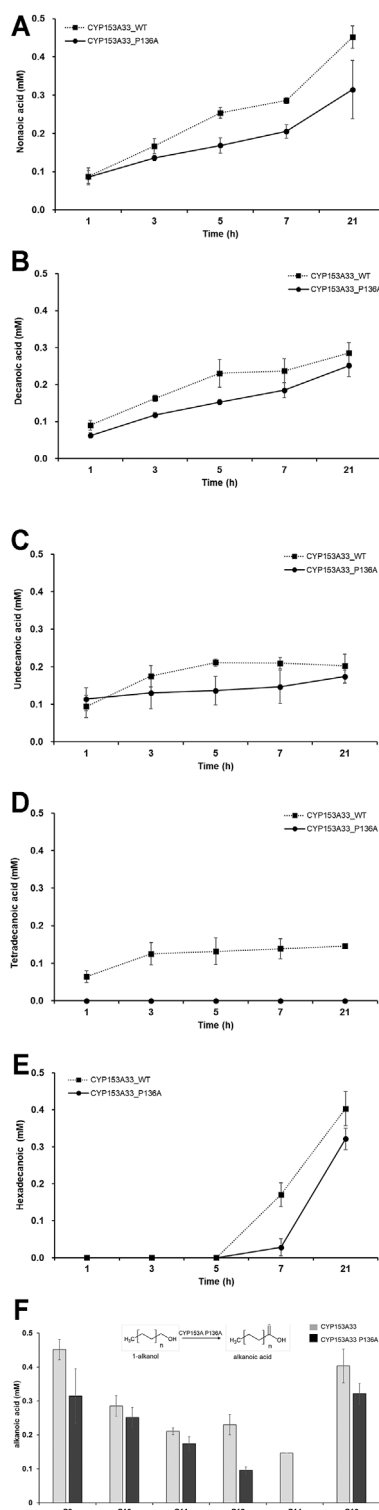 A
CYP153A33_WT
CYP153A33_P136A
Nonaoic acid (mM)
0.5
0.4
0.3
0.2
0.1
0.0
1 3 5 7 21
Time (h)
B
CYP153A33_WT
CYP153A33_P136A
Decanoic acid (mM)
0.5
0.4
0.3
0.2
0.1
0.0
1 3 5 7 21
Time (h)
C
CYP153A33_WT
CYP153A33_P136A
Undecanoic acid (mM)
0.5
0.4
0.3
0.2
0.1
0.0
1 3 5 7 21
Time (h)
D
CYP153A33_WT
CYP153A33_P136A
Tetradecanoic acid (mM)
0.5
0.4
0.3
0.2
0.1
0.0
1 3 5 7 21
Time (h)
E
CYP153A33_WT
CYP153A33_P136A
Hexadecanoic (mM)
0.5
0.4
0.3
0.2
0.1
0.0
1 3 5 7 21
Time (h)
F
CYP153A33
CYP153A33 P136A
H₃C n OH
1-alkanol
CYP153A P136A
H₃C n O OH
alkanoic acid
alkanoic acid (mM)
0.5
0.4
0.3
0.2
0.1